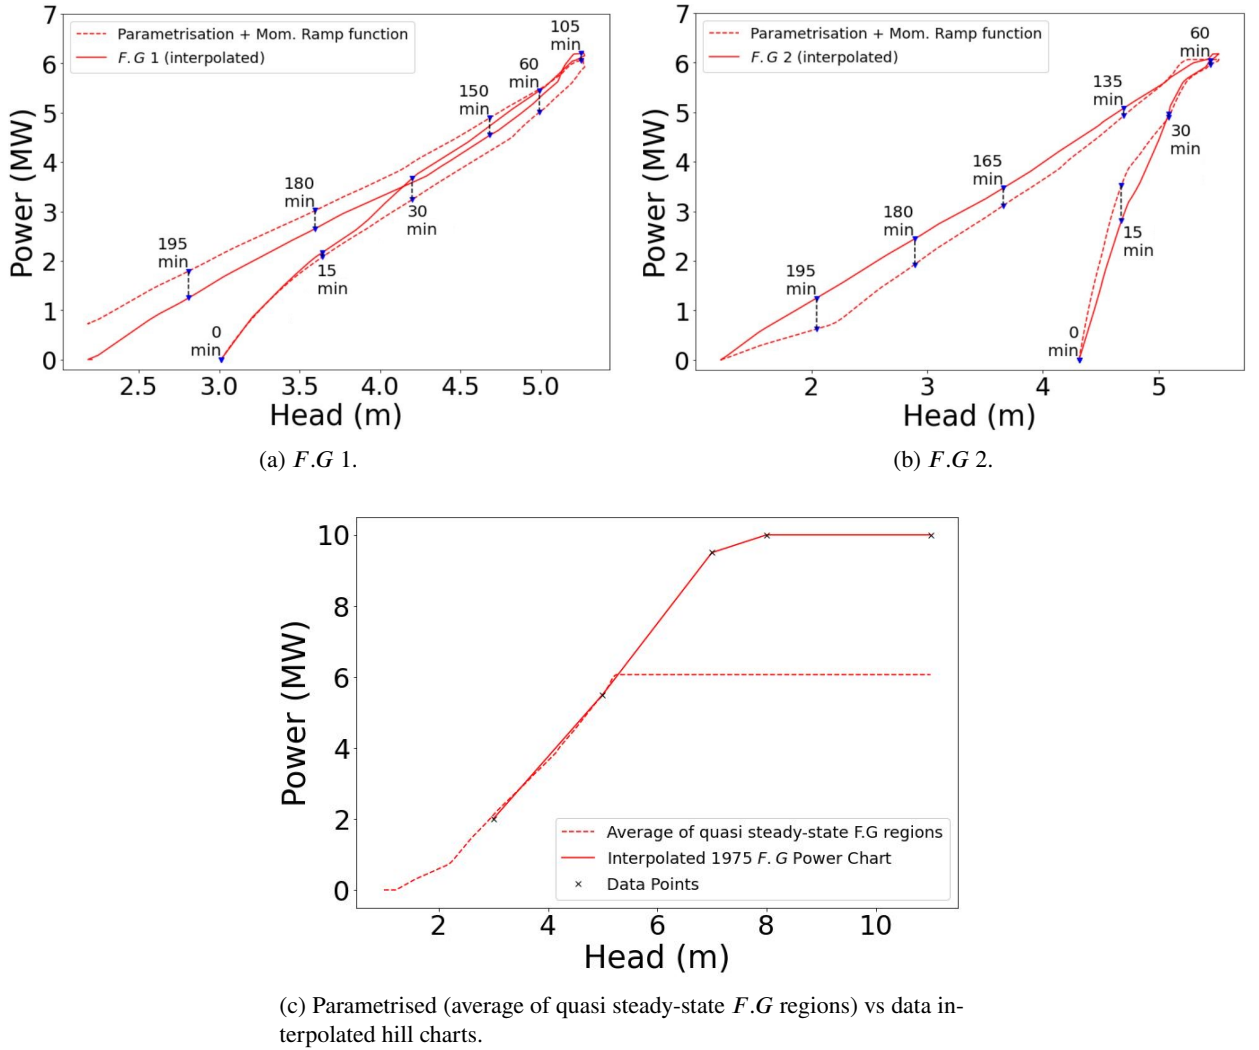 7
6
5
4
3
2
1
0
Power (MW)
Parametrisation + Mom. Ramp function
F.G 1 (interpolated)
105
min
60
min
150
min
180
min
30
min
195
min
15
min
0
min
2.5 3.0 3.5 4.0 4.5 5.0
Head (m)
(a) F.G 1.
7
6
5
4
3
2
1
0
Power (MW)
Parametrisation + Mom. Ramp function
F.G 2 (interpolated)
60
min
135
min
30
min
165
min
180
min
15
min
195
min
0
min
2 3 4 5
Head (m)
(b) F.G 2.
10
8
6
4
2
0
Power (MW)
Average of quasi steady-state F.G regions
Interpolated 1975 F.G Power Chart
Data Points
2 4 6 8 10
Head (m)
(c) Parametrised (average of quasi steady-state F.G regions) vs data in-
terpolated hill charts.